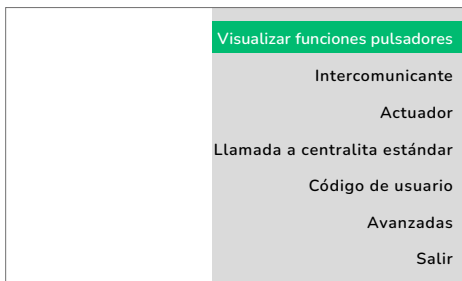 Visualizar funciones pulsadores
Intercomunicante
Actuador
Llamada a centralita estándar
Código de usuario
Avanzadas
Salir